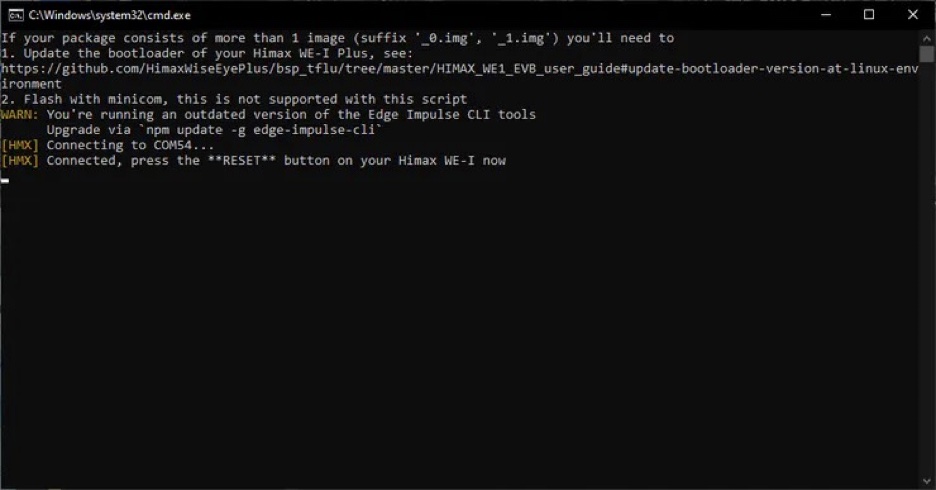 C:\Windows\system32\cmd.exe
If your package consists of more than 1 image (suffix '_0.img', '_1.img') you'll need to
1. Update the bootloader of your Himax WE-I Plus, see:
https://github.com/HimaxWiseEyePlus/bsp_tflu/tree/master/HIMAX_WE1_EVB_user_guide#update-bootloader-version-at-linux-env
ironment
2. Flash with minicom, this is not supported with this script
WARN: You're running an outdated version of the Edge Impulse CLI tools
Upgrade via `npm update -g edge-impulse-cli`
[HMX] Connecting to COM54...
[HMX] Connected, press the **RESET** button on your Himax WE-I now